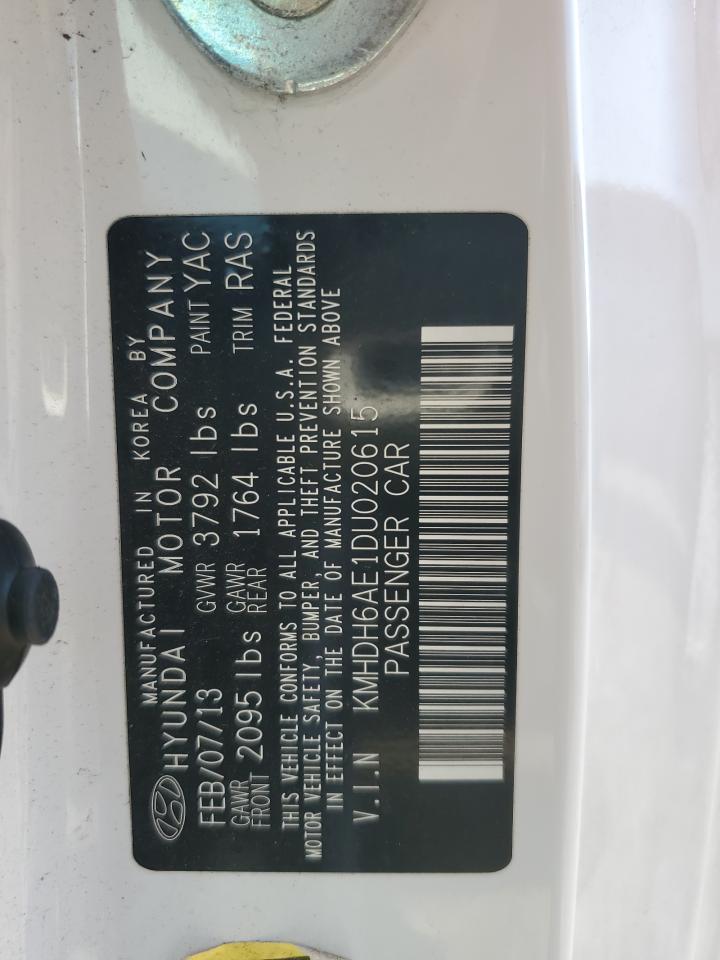 MANUFACTURED IN KOREA BY
HYUNDAI MOTOR COMPANY
FEB/07/13 GVWR 3792 lbs PAINT YAC
GAWR FRONT 2095 lbs GAWR REAR 1764 lbs TRIM RAS
THIS VEHICLE CONFORMS TO ALL APPLICABLE U.S.A. FEDERAL
MOTOR VEHICLE SAFETY, BUMPER, AND THEFT PREVENTION STANDARDS
IN EFFECT ON THE DATE OF MANUFACTURE SHOWN ABOVE
V.I.N KMHDH6AE1DU020615
PASSENGER CAR